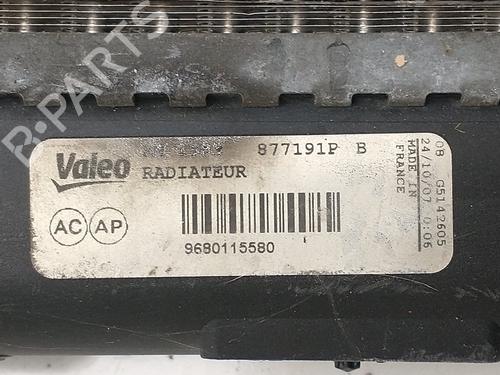 R-PARTS
Valeo
877191P B
RADIATEUR
AC AP
9680115580
08 G5142605
24/10/07 0:06
MADE IN
FRANCE